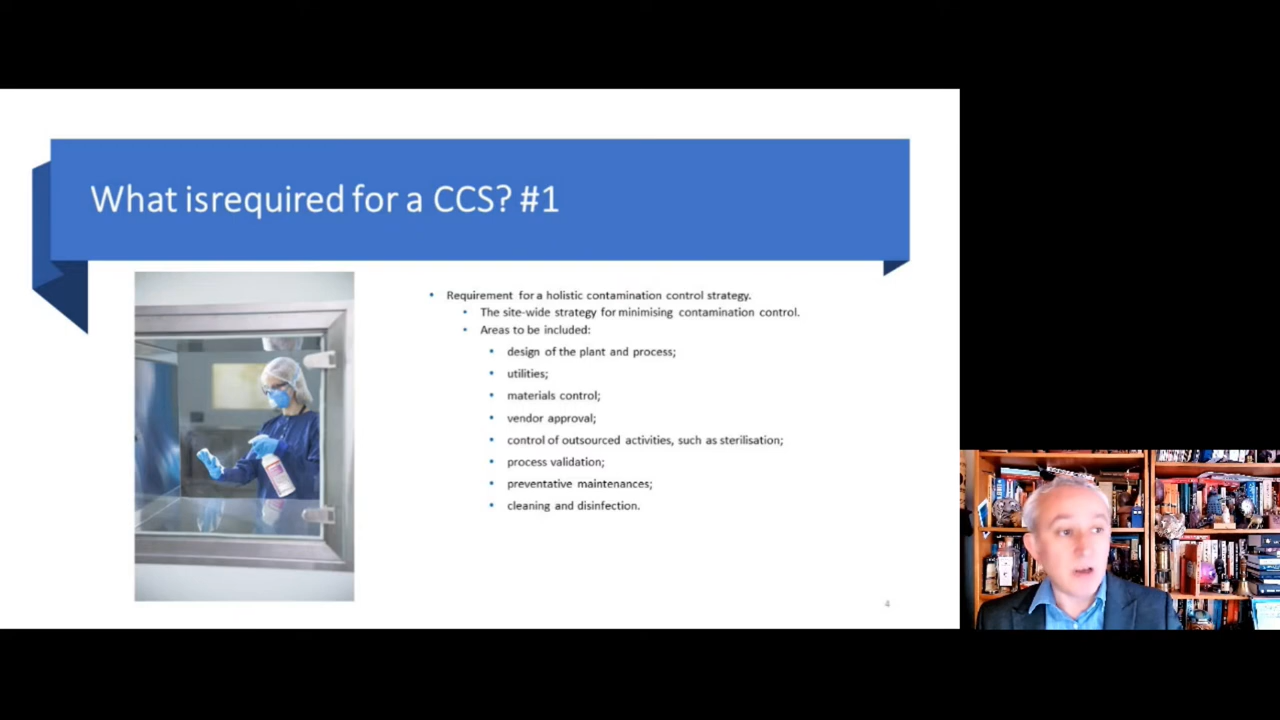 What isrequired for a CCS? #1
• Requirement for a holistic contamination control strategy.
• The site-wide strategy for minimising contamination control.
• Areas to be included:
• design of the plant and process;
• utilities;
• materials control;
• vendor approval;
• control of outsourced activities, such as sterilisation;
• process validation;
• preventative maintenances;
• cleaning and disinfection.
4